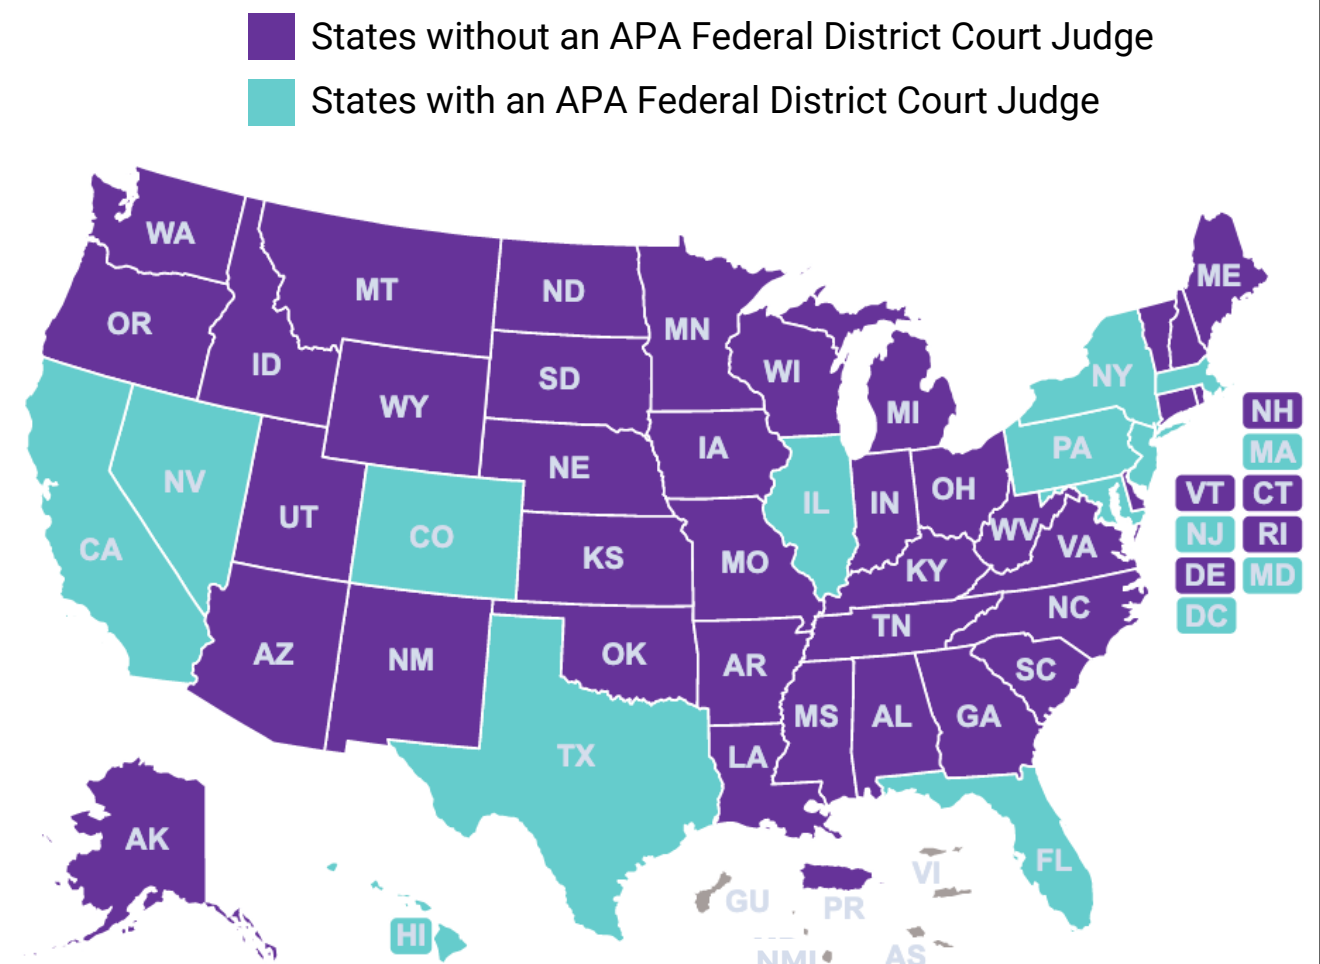 States without an APA Federal District Court Judge
States with an APA Federal District Court Judge
WA
MT
ND
MN
ME
OR
ID
SD
WI
NY
WY
MI
NH
IA
PA
MA
NV
NE
IL
IN
OH
VT
CT
UT
CO
WV
NJ
RI
CA
KS
MO
KY
VA
DE
MD
NC
DC
AZ
NM
OK
AR
TN
SC
MS
AL
GA
TX
LA
AK
FL
GU
PR
VI
HI
NMI
AS